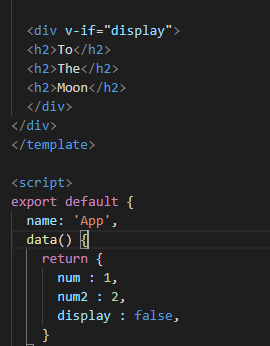 <div v-if="display">
<h2>To</h2>
<h2>The</h2>
<h2>Moon</h2>
</div>
</div>
</template>
<script>
export default {
name: 'App',
data() {
return {
num : 1,
num2 : 2,
display : false,
}